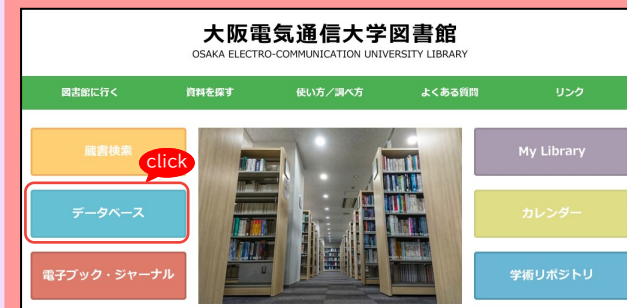 大阪電気通信大学図書館
OSAKA ELECTRO-COMMUNICATION UNIVERSITY LIBRARY
図書館に行く 資料を探す 使い方／調べ方 よくある質問 リンク
蔵書検索
click
My Library
データベース
カレンダー
電子ブック・ジャーナル
学術リポジトリ